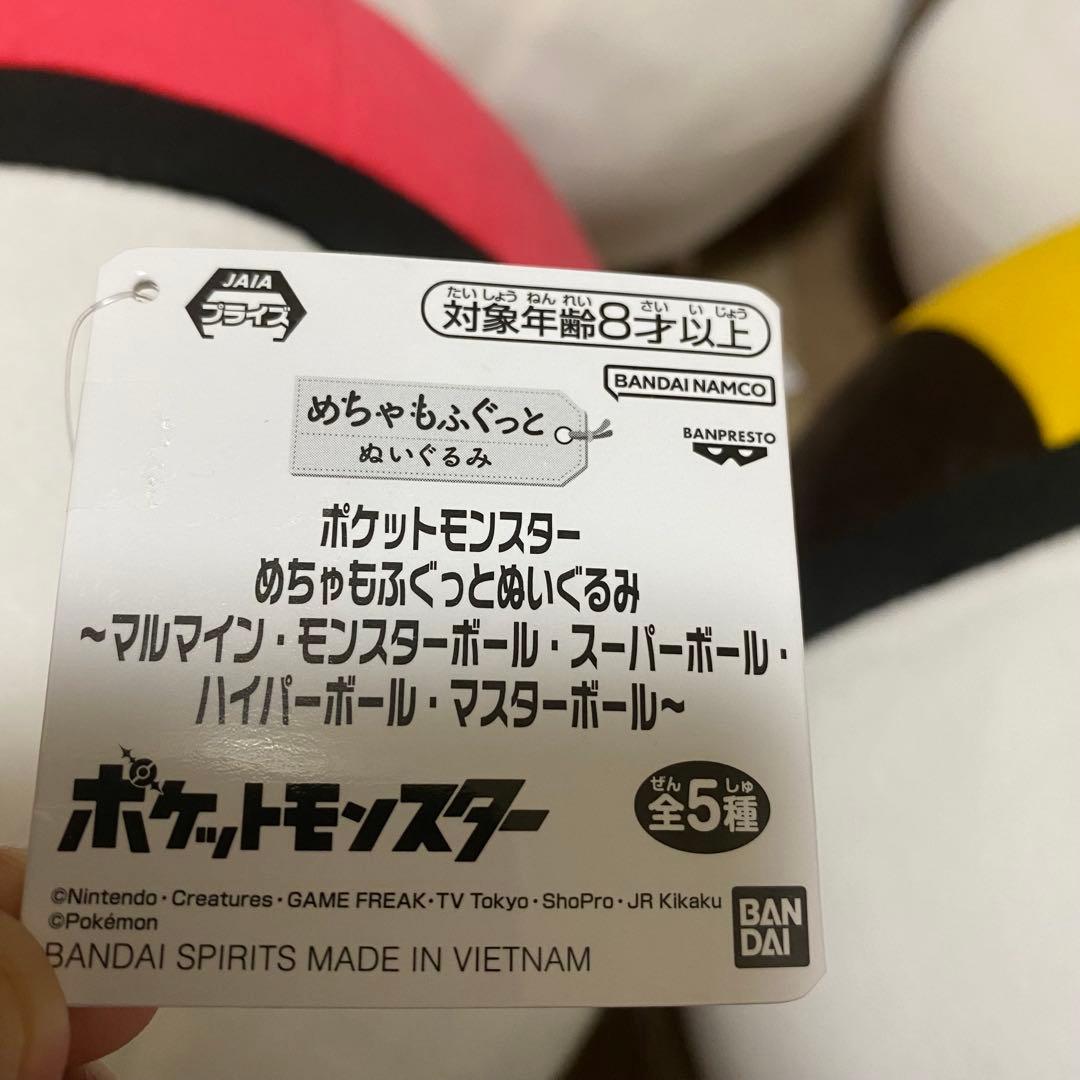 JAIA
プライズ
たいしょうねんれい さいいじょう
対象年齢8才以上
BANDAI NAMCO
BANPRESTO
めちゃもふぐっと
ぬいぐるみ
ポケットモンスター
めちゃもふぐっとぬいぐるみ
~マルマイン・モンスターボール・スーパーボール・
ハイパーボール・マスターボール~
ポケットモンスター
ぜん しゅ
全5種
©Nintendo・Creatures・GAME FREAK・TV Tokyo・ShoPro・JR Kikaku
©Pokémon
BANDAI SPIRITS MADE IN VIETNAM
BAN
DAI